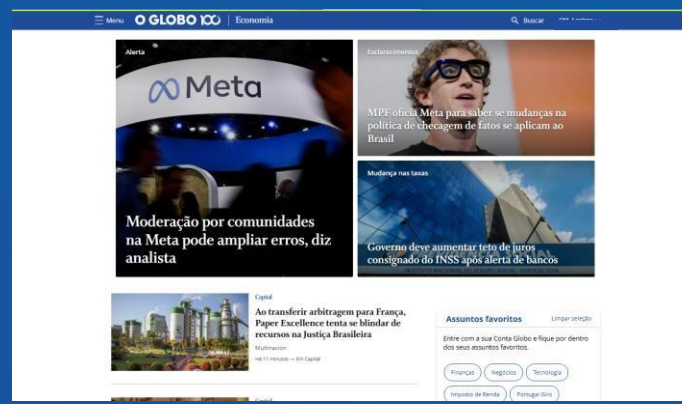 Menu O GLOBO 100 | Economia
Buscar
Alerta
Meta
Moderação por comunidades
na Meta pode ampliar erros, diz
analista
Esclarecimentos
MPF oficia Meta para saber se mudanças na
política de checagem de fatos se aplicam ao
Brasil
Mudança nas taxas
Governo deve aumentar teto de juros
consignado do INSS após alerta de bancos
Capital
Ao transferir arbitragem para França,
Paper Excellence tenta se blindar de
recursos na Justiça Brasileira
Multinacion
Há 11 minutos — Em Capital
Assuntos favoritos
Limpar seleção
Entre com a sua Conta Globo e fique por dentro
dos seus assuntos favoritos.
Finanças
Negócios
Tecnologia
Imposto de Renda
Portugal Giro